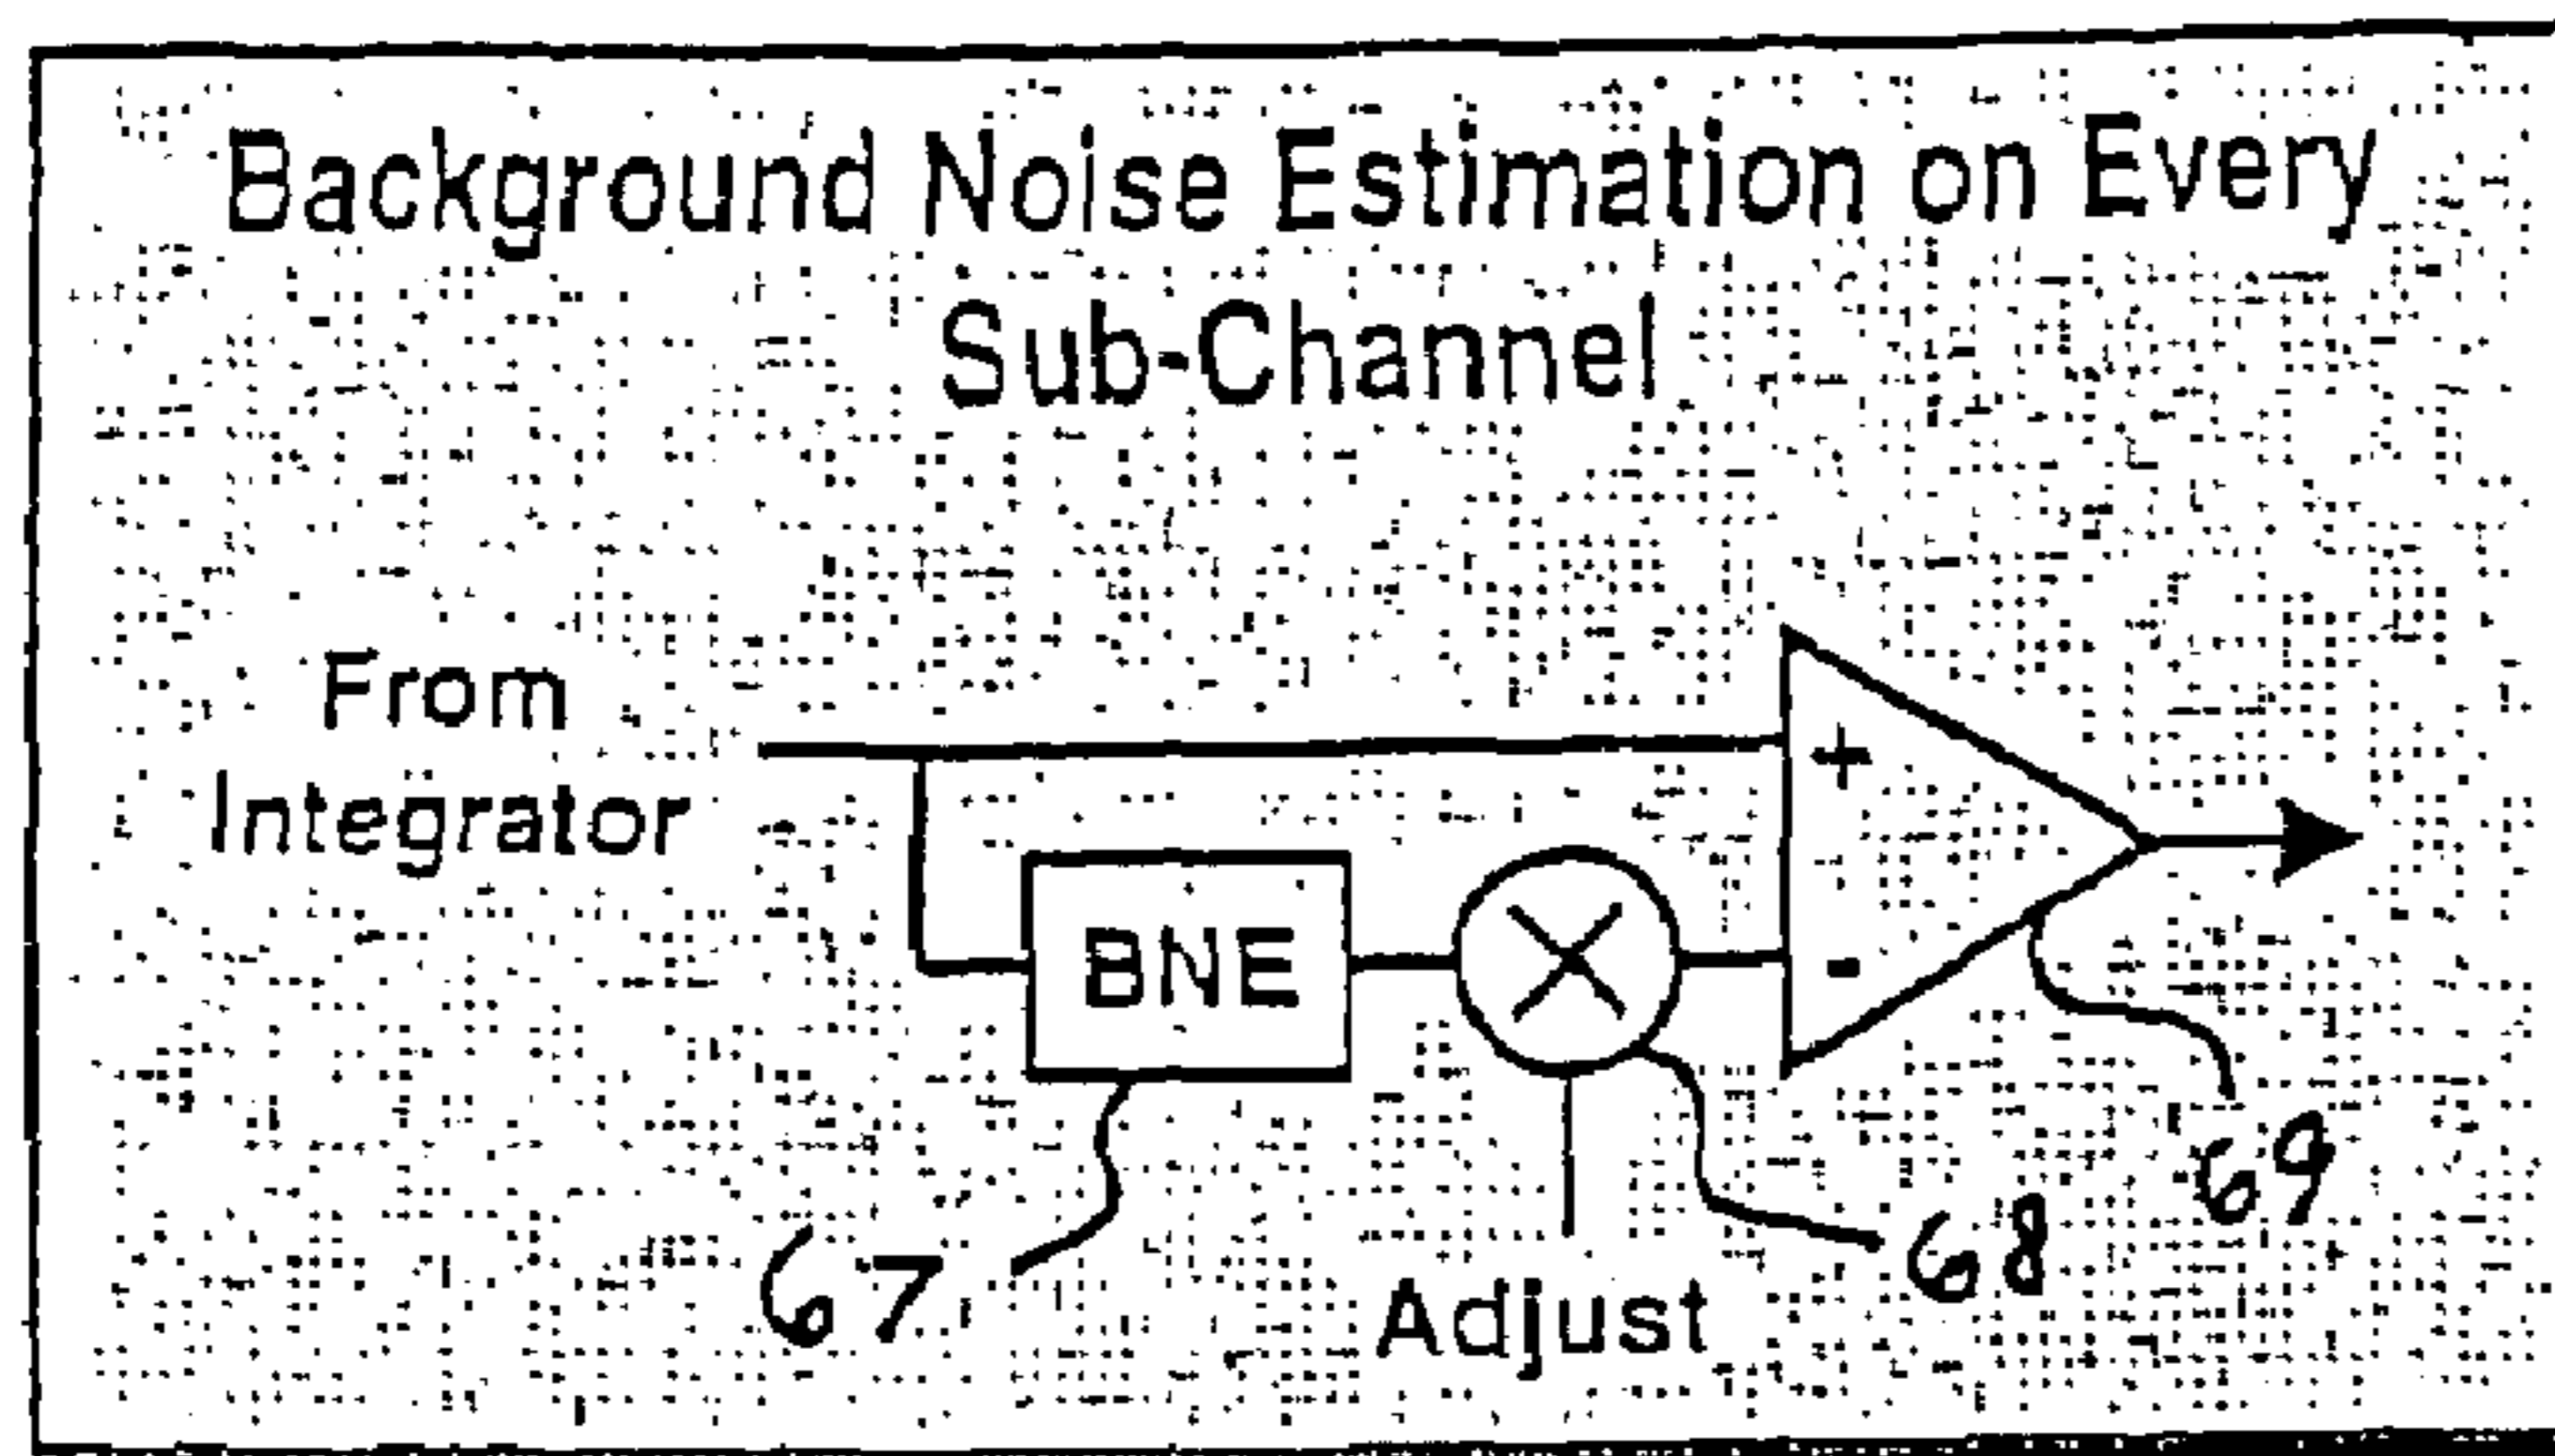 Background Noise Estimation on Every
Sub-Channel
From
Integrator
+
BNE
-
67
Adjust
68
69